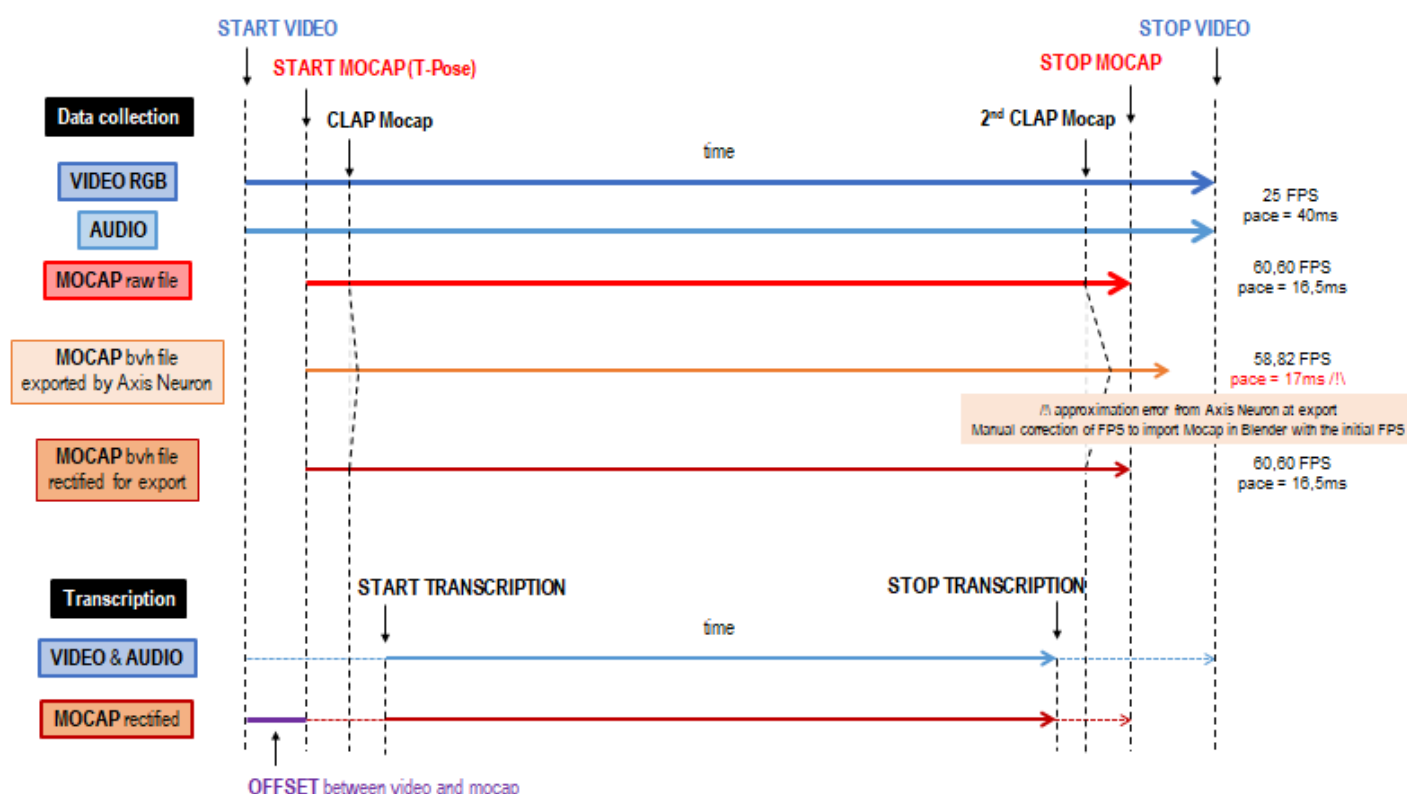 START VIDEO
STOP VIDEO
START MOCAP (T-Pose)
STOP MOCAP
Data collection
CLAP Mocap
2nd CLAP Mocap
time
VIDEO RGB
25 FPS
pace = 40ms
AUDIO
MOCAP raw file
60,60 FPS
pace = 16,5ms
MOCAP bvh file
exported by Axis Neuron
58,82 FPS
pace = 17ms /!\
/!\ approximation error from Axis Neuron at export
Manual correction of FPS to import Mocap in Blender with the initial FPS
MOCAP bvh file
rectified for export
60,60 FPS
pace = 16,5ms
START TRANSCRIPTION
STOP TRANSCRIPTION
Transcription
time
VIDEO & AUDIO
MOCAP rectified
OFFSET between video and mocap